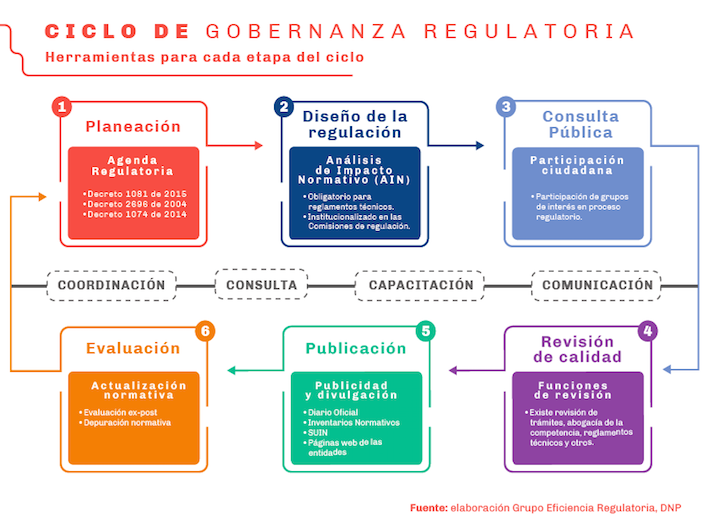 CICLO DE GOBERNANZA REGULATORIA
Herramientas para cada etapa del ciclo
1
Planeación
Agenda
Regulatoria
• Decreto 1081 de 2015
• Decreto 2696 de 2004
• Decreto 1074 de 2014
2
Diseño de la
regulación
Análisis
de Impacto
Normativo (AIN)
• Obligatorio para
reglamentos técnicos.
• Institucionalizado en las
Comisiones de regulación.
3
Consulta
Pública
Participación
ciudadana
• Participación de grupos
de interés en proceso
regulatorio.
COORDINACIÓN
CONSULTA
CAPACITACIÓN
COMUNICACIÓN
6
Evaluación
Actualización
normativa
• Evaluación ex-post
• Depuración normativa
5
Publicación
Publicidad
y divulgación
• Diario Oficial
• Inventarios Normativos
• SUIN
• Páginas web de las
entidades
4
Revisión
de calidad
Funciones
de revisión
• Existe revisión de
trámites, abogacía de la
competencia, reglamentos
técnicos y otros.
Fuente: elaboración Grupo Eficiencia Regulatoria, DNP